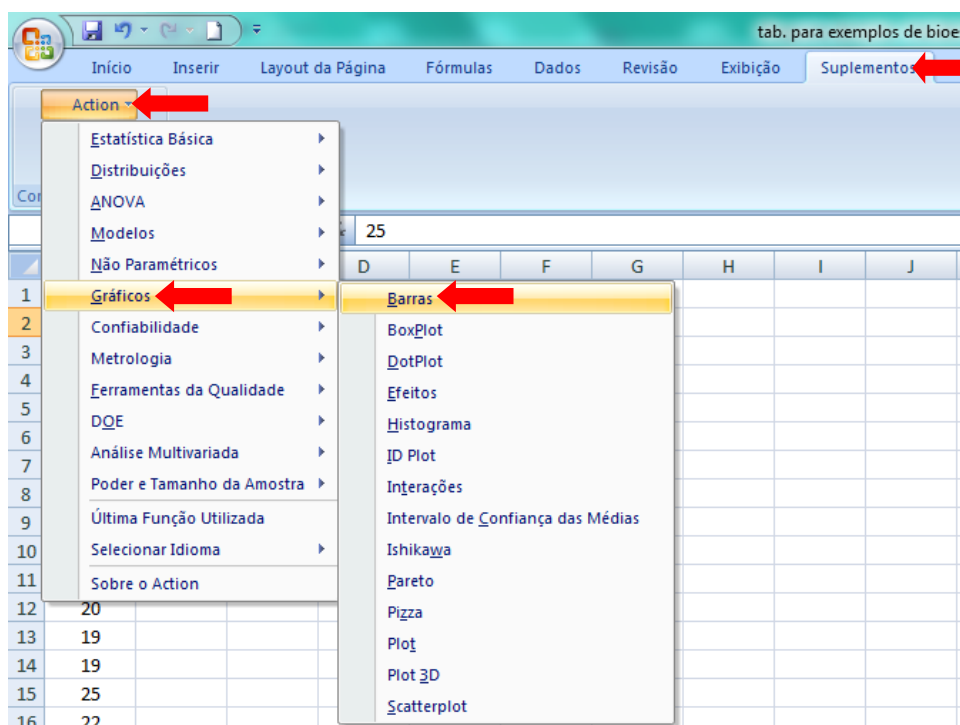 tab. para exemplos de bioe
Início Inserir Layout da Página Fórmulas Dados Revisão Exibição Suplementos
Action
Estatística Básica
Distribuições
ANOVA
Modelos
Não Paramétricos
Gráficos
Confiabilidade
Metrologia
Ferramentas da Qualidade
DOE
Análise Multivariada
Poder e Tamanho da Amostra
Última Função Utilizada
Selecionar Idioma
Sobre o Action
Barras
BoxPlot
DotPlot
Efeitos
Histograma
ID Plot
Interações
Intervalo de Confiança das Médias
Ishikawa
Pareto
Pizza
Plot
Plot 3D
Scatterplot
Cor
25
D E F G H I J
1
2
3
4
5
6
7
8
9
10
11
12 20
13 19
14 19
15 25
16 22